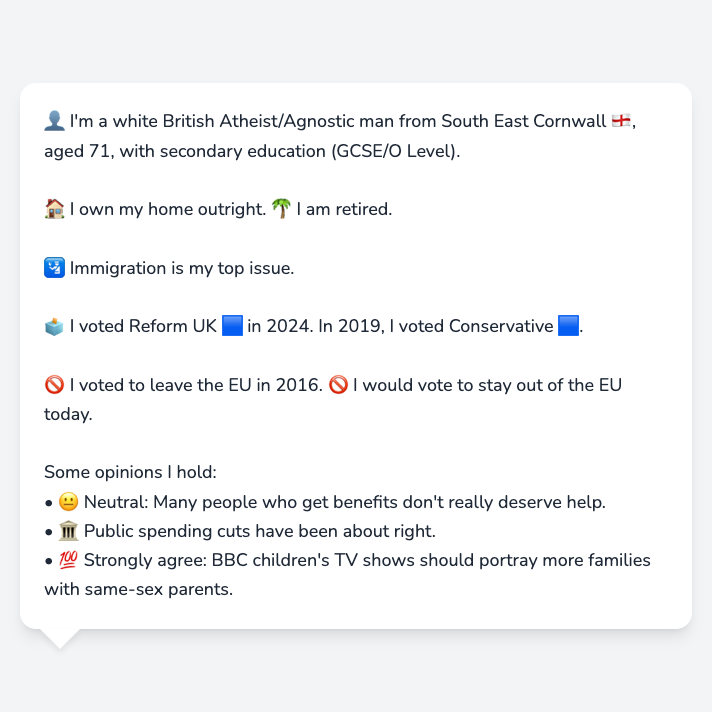 👤 I'm a white British Atheist/Agnostic man from South East Cornwall 🏴󠁧󠁢󠁥󠁮󠁧󠁿,
aged 71, with secondary education (GCSE/O Level).
🏠 I own my home outright. 🌴 I am retired.
🛂 Immigration is my top issue.
🗳️ I voted Reform UK 🟦 in 2024. In 2019, I voted Conservative 🟦.
🚫 I voted to leave the EU in 2016. 🚫 I would vote to stay out of the EU
today.
Some opinions I hold:
• 😐 Neutral: Many people who get benefits don't really deserve help.
• 🏛️ Public spending cuts have been about right.
• 💯 Strongly agree: BBC children's TV shows should portray more families
with same-sex parents.